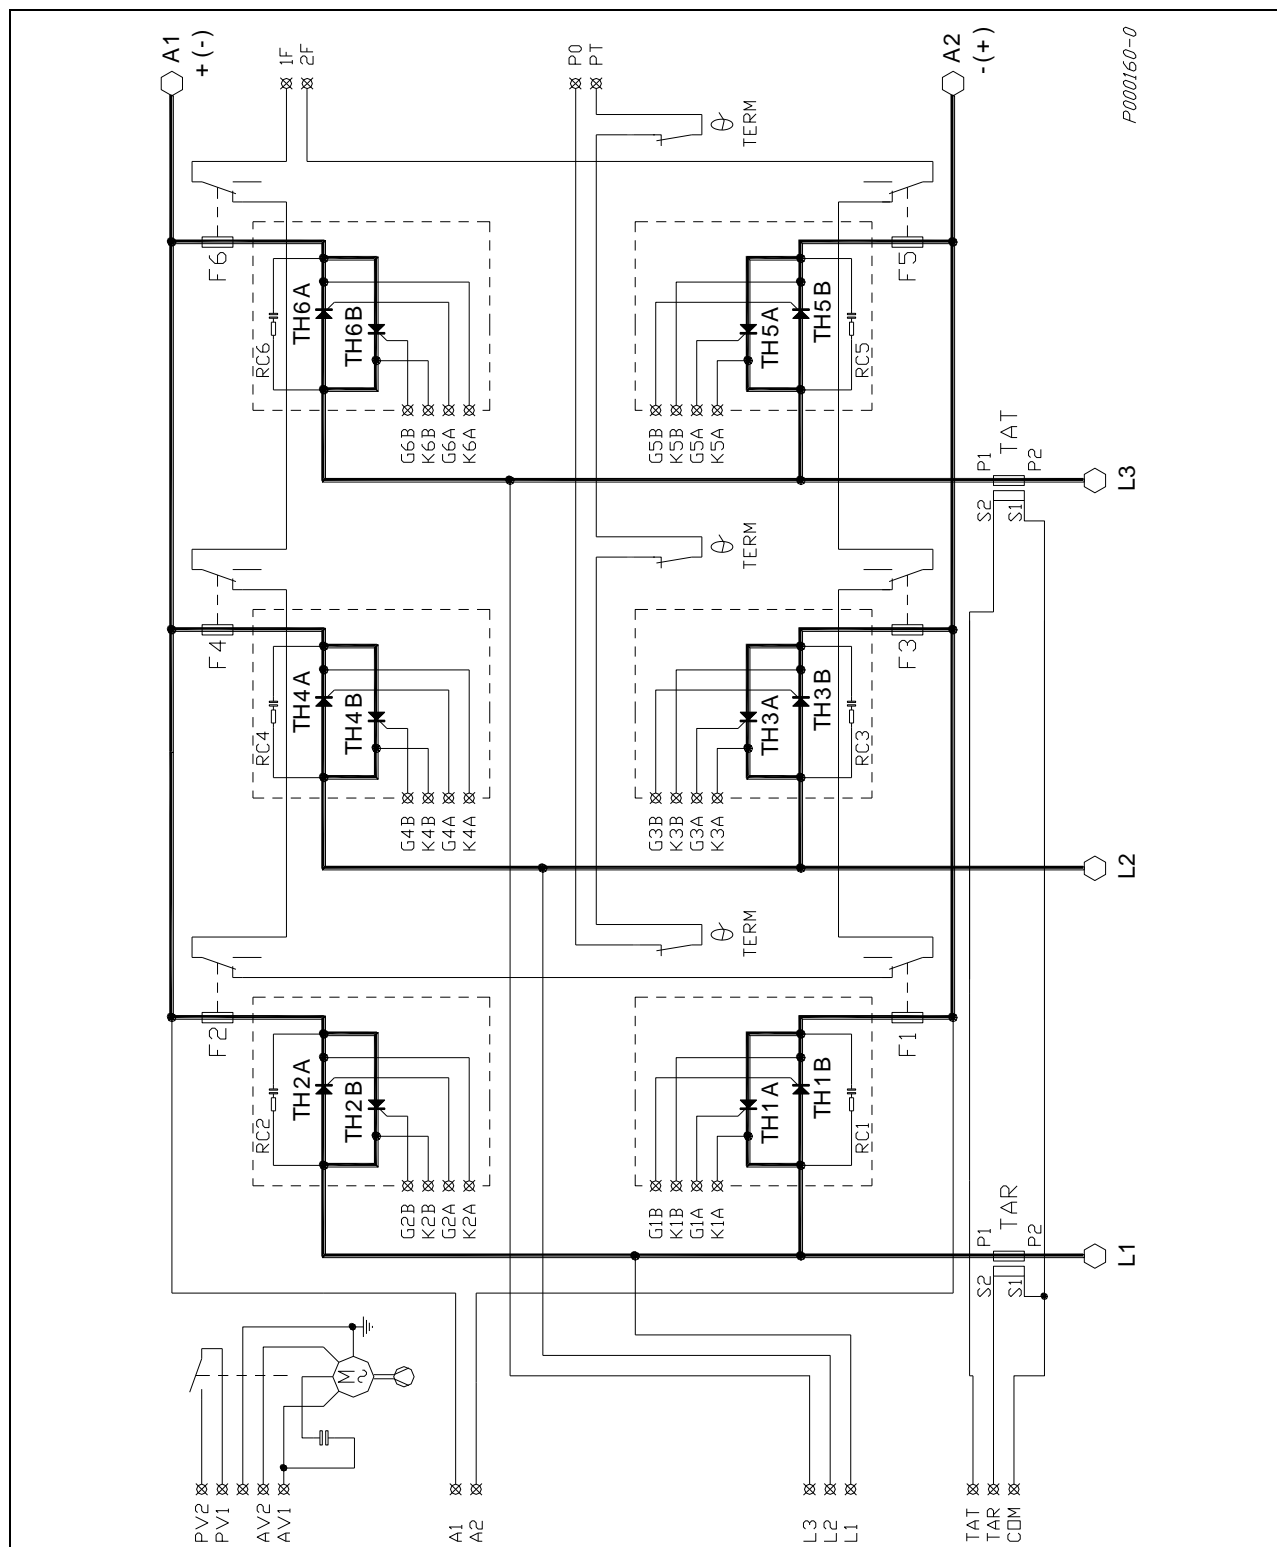 A1
+(-)
1F
2F
P0
PT
TERM
A2
-(+)
P000160-0
F6
TH6A
TH6B
RC6
G6B
K6B
G6A
K6A
F5
TH5A
TH5B
RC5
G5B
K5B
G5A
K5A
P1
TAT
P2
S2
S1
L3
TERM
F4
TH4A
TH4B
RC4
G4B
K4B
G4A
K4A
F3
TH3A
TH3B
RC3
G3B
K3B
G3A
K3A
L2
TERM
F2
TH2A
TH2B
RC2
G2B
K2B
G2A
K2A
F1
TH1A
TH1B
RC1
G1B
K1B
G1A
K1A
P1
TAR
P2
S2
S1
L1
M
PV2
PV1
AV2
AV1
A1
A2
L3
L2
L1
TAT
TAR
COM